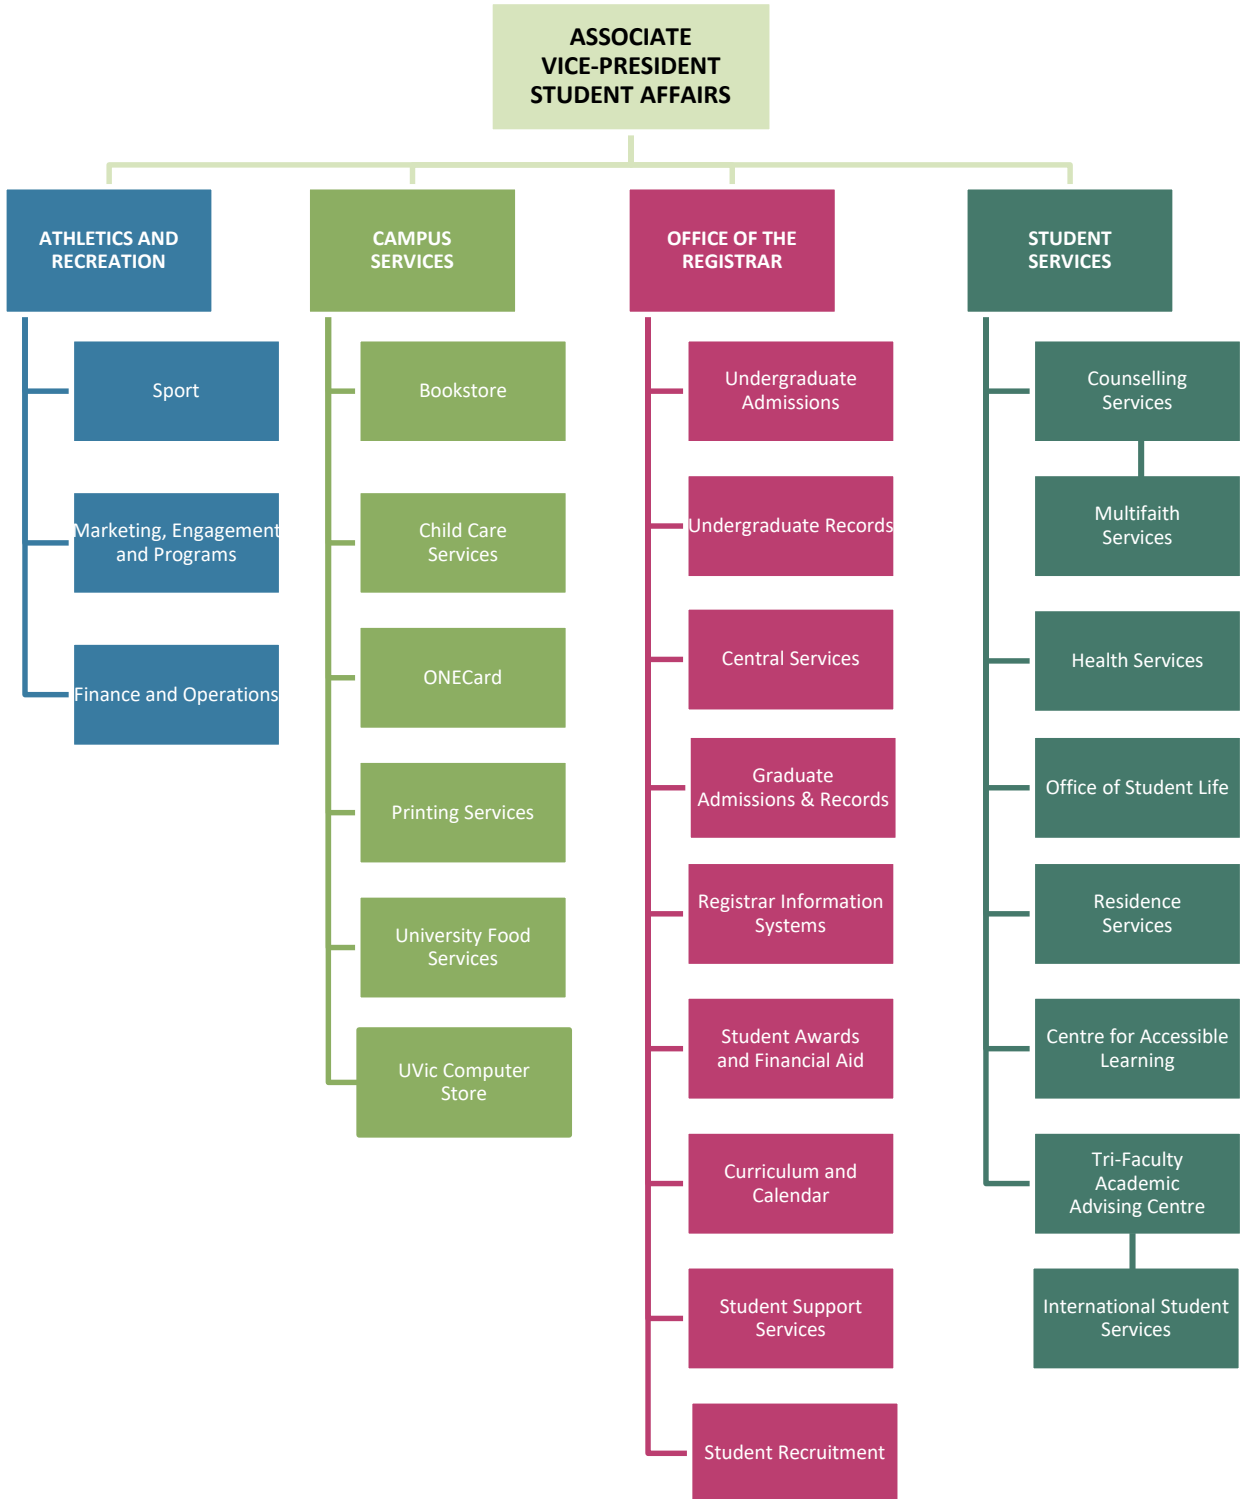 ASSOCIATE
VICE-PRESIDENT
STUDENT AFFAIRS
ATHLETICS AND
RECREATION
Sport
Marketing, Engagement
and Programs
Finance and Operations
CAMPUS
SERVICES
Bookstore
Child Care
Services
ONECard
Printing Services
University Food
Services
UVic Computer
Store
OFFICE OF THE
REGISTRAR
Undergraduate
Admissions
Undergraduate Records
Central Services
Graduate
Admissions & Records
Registrar Information
Systems
Student Awards
and Financial Aid
Curriculum and
Calendar
Student Support
Services
Student Recruitment
STUDENT
SERVICES
Counselling
Services
Multifaith
Services
Health Services
Office of Student Life
Residence
Services
Centre for Accessible
Learning
Tri-Faculty
Academic
Advising Centre
International Student
Services